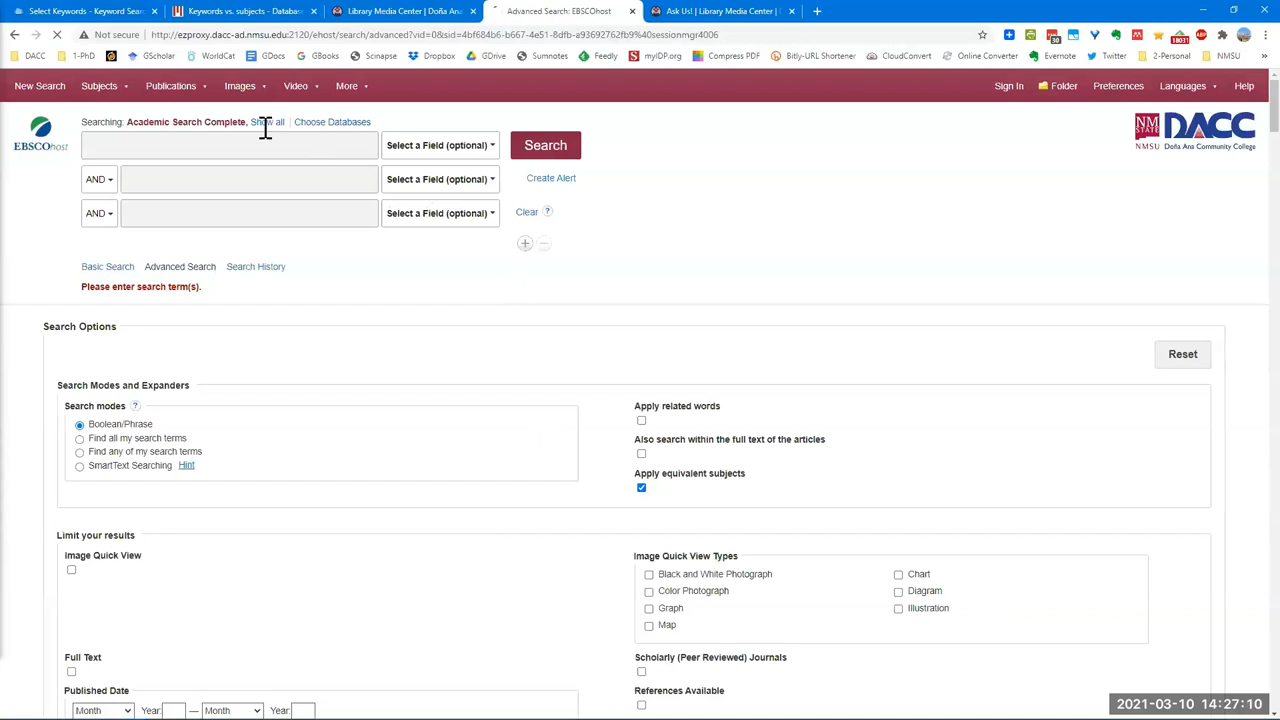 Select Keywords - Keyword Searc
Keywords vs. subjects - Database
Library Media Center | Doña Ana
Advanced Search: EBSCOhost
Ask Us! | Library Media Center |
Not secure | http://ezproxy.dacc-ad.nmsu.edu:2120/ehost/search/advanced?vid=0&sid=4bf684b6-b667-4e51-8dfb-a93692762fb9%40sessionmgr4006
DACC 1-PhD GScholar WorldCat GDocs GBooks Scinapse Dropbox Sumnotes Feedly myIDP.org Compress PDF Bitly-URL Shortener CloudConvert Online Converter Evernote Twitter 2-Personal NMSU
New Search Subjects Publications Images Video More Sign In Folder Preferences Languages Help
EBSCOhost
Searching: Academic Search Complete, Show all | Choose Databases
NM STATE DACC
NMSU Doña Ana Community College
Select a Field (optional) Search
AND Select a Field (optional) Create Alert
AND Select a Field (optional) Clear ?
Basic Search Advanced Search Search History
Please enter search term(s).
Search Options
Reset
Search Modes and Expanders
Search modes ?
Boolean/Phrase
Find all my search terms
Find any of my search terms
SmartText Searching Hint
Apply related words
Also search within the full text of the articles
Apply equivalent subjects
Limit your results
Image Quick View
Image Quick View Types
Black and White Photograph
Color Photograph
Graph
Map
Chart
Diagram
Illustration
Full Text
Scholarly (Peer Reviewed) Journals
Published Date
Month Year: — Month Year:
References Available
2021-03-10 14:27:10